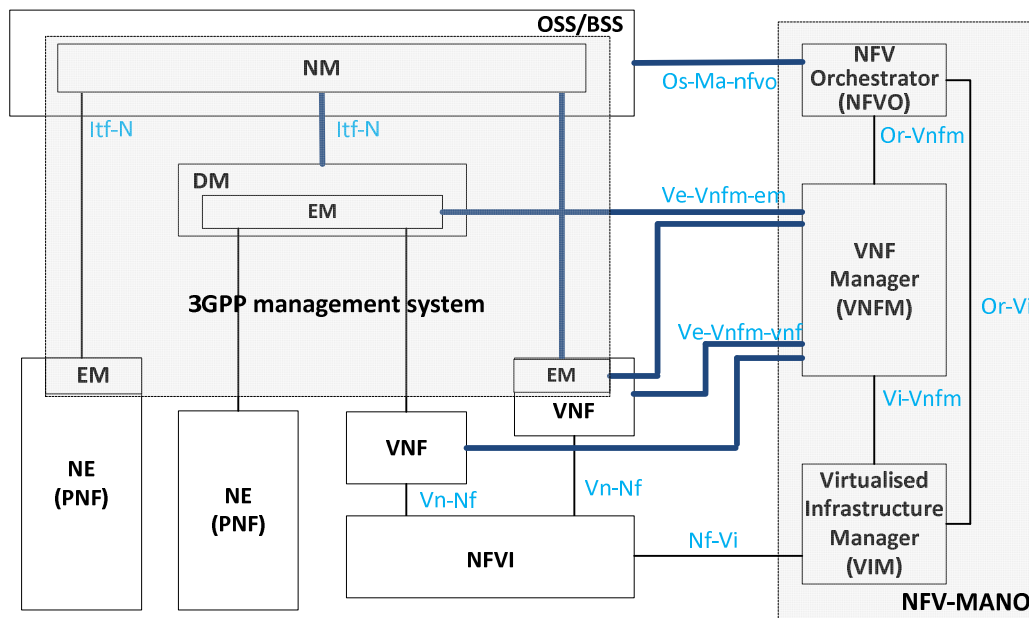 OSS/BSS
NM
NFV
Orchestrator
(NFVO)
Os-Ma-nfvo
Itf-N
Itf-N
Or-Vnfm
DM
EM
Ve-Vnfm-em
VNF
Manager
(VNFM)
3GPP management system
Or-Vi
Ve-Vnfm-vnf
EM
EM
VNF
Vi-Vnfm
VNF
NE
(PNF)
NE
(PNF)
Vn-Nf
Vn-Nf
Virtualised
Infrastructure
Manager
(VIM)
NFVI
Nf-Vi
NFV-MANO